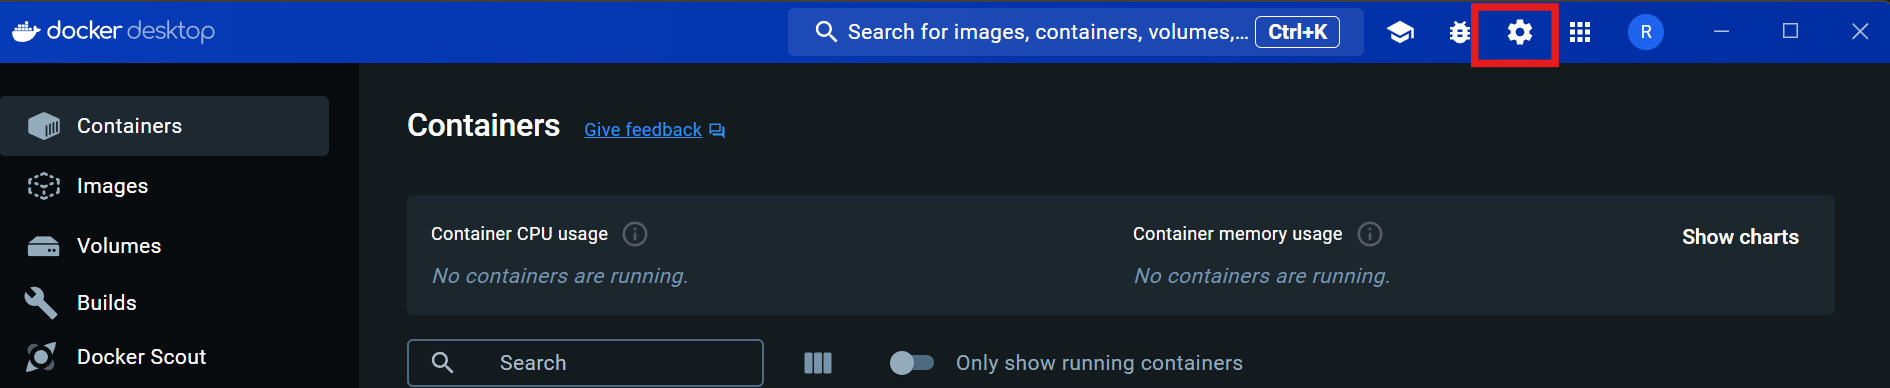 docker desktop
Search for images, containers, volumes,... Ctrl+K
R
Containers
Images
Volumes
Builds
Docker Scout
Containers Give feedback
Container CPU usage
No containers are running.
Container memory usage
No containers are running.
Show charts
Search
Only show running containers